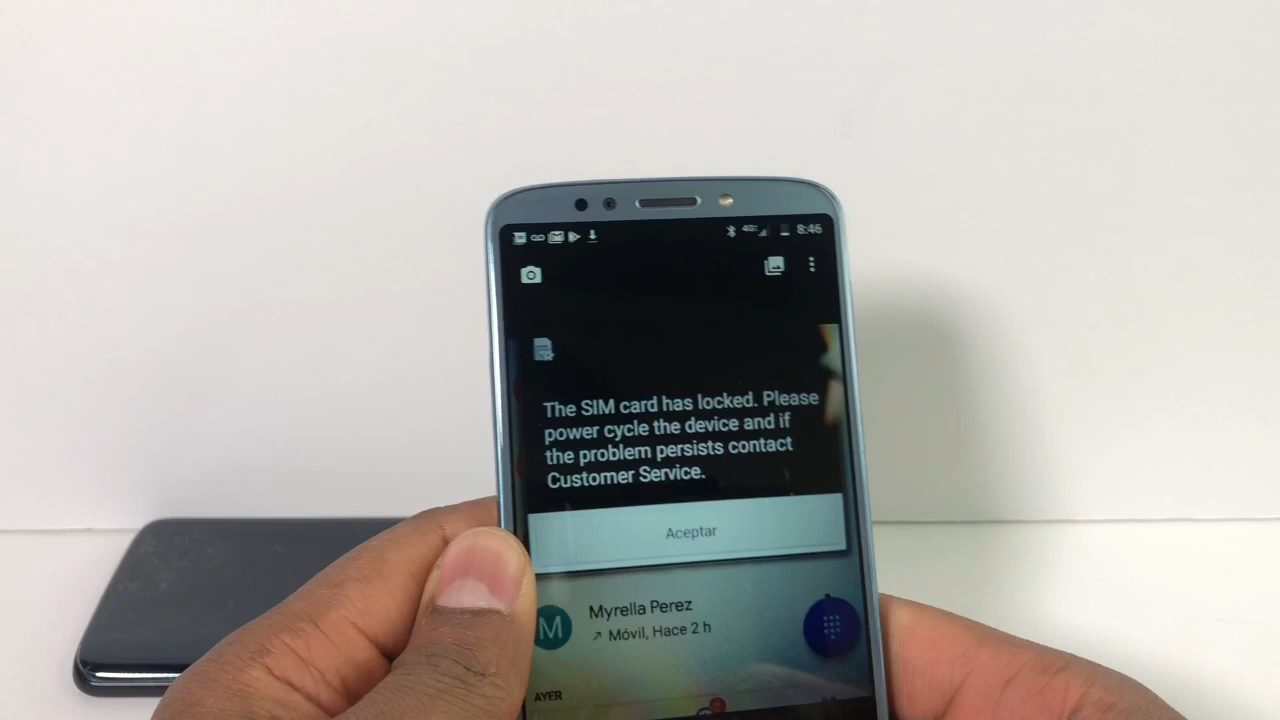 8:46
The SIM card has locked. Please
power cycle the device and if
the problem persists contact
Customer Service.
Aceptar
M
Myrella Perez
Móvil, Hace 2 h
AYER